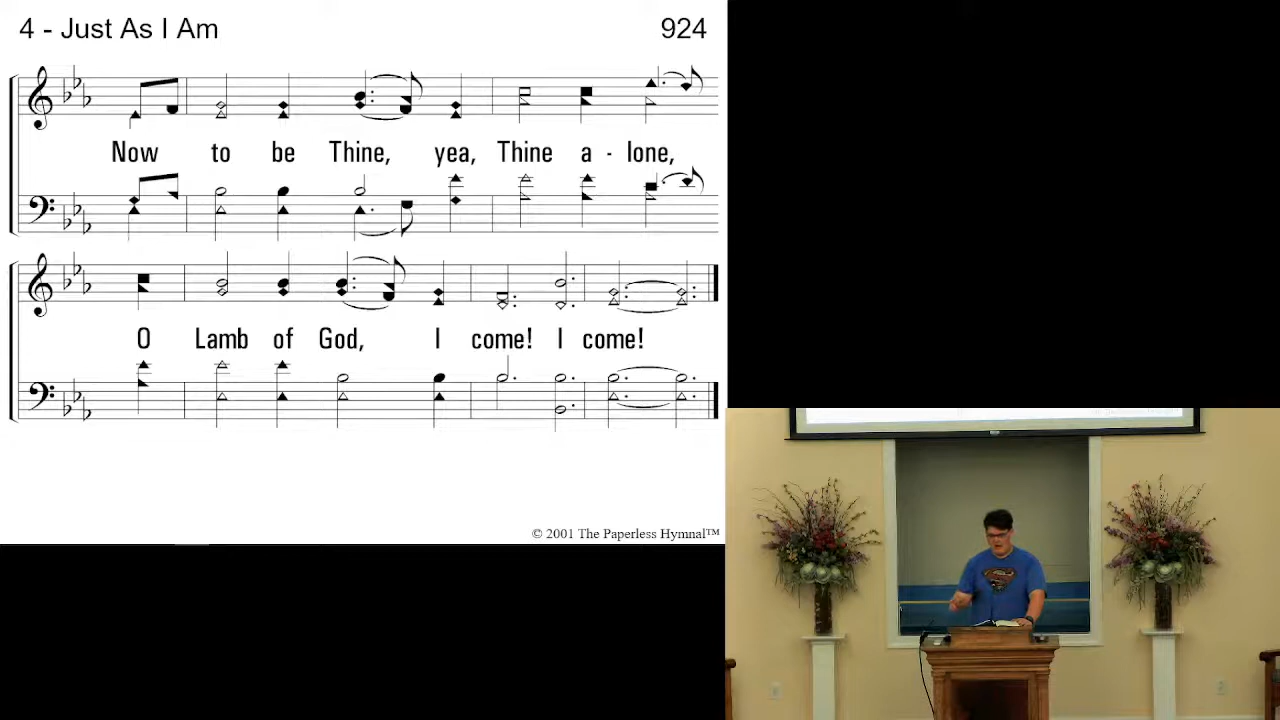 4 - Just As I Am 924
Now to be Thine, yea, Thine a - lone,
O Lamb of God, I come! I come!
© 2001 The Paperless Hymnal™